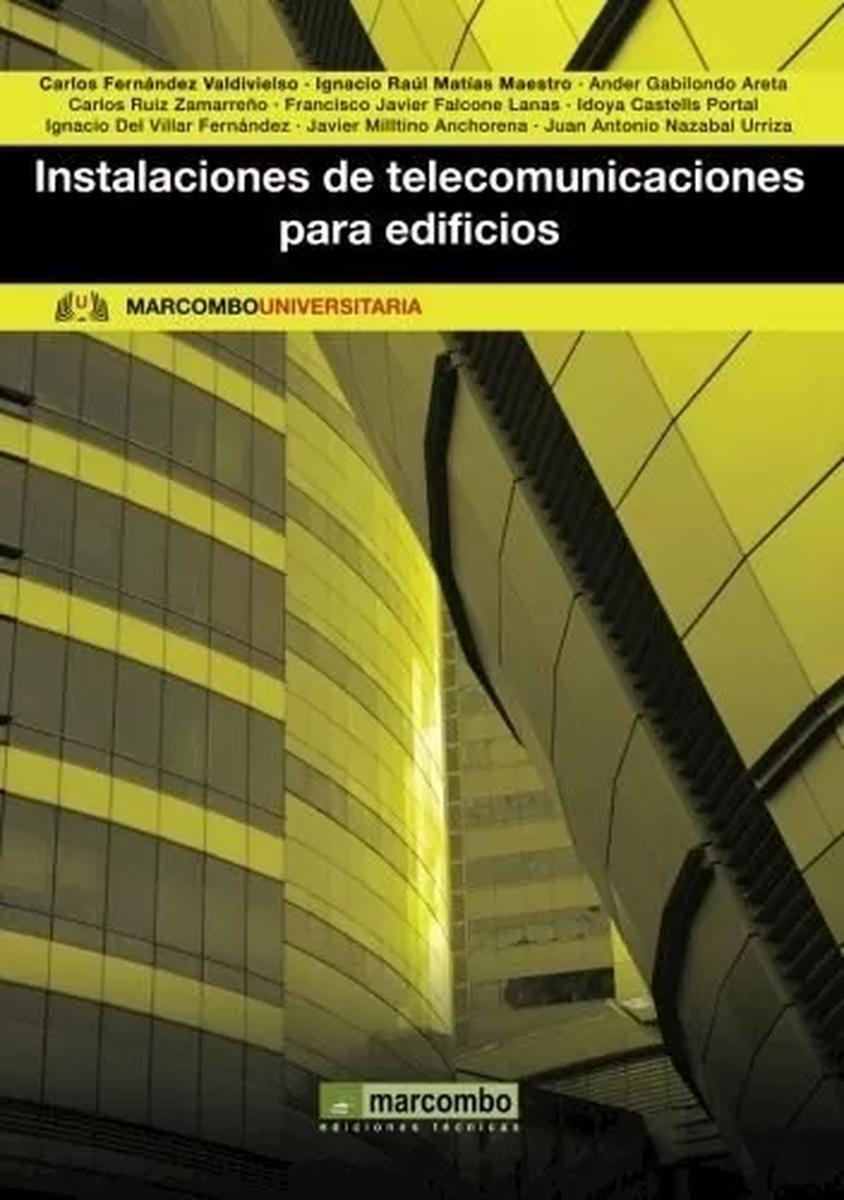 Carlos Fernández Valdivielso · Ignacio Raúl Matías Maestro · Ander Gabilondo Areta
Carlos Ruiz Zamarreño · Francisco Javier Falcone Lanas · Idoya Castells Portal
Ignacio Del Villar Fernández · Javier Milltino Anchorena · Juan Antonio Nazabal Urriza
Instalaciones de telecomunicaciones
para edificios
U MARCOMBOUNIVERSITARIA
marcombo
ediciones técnicas